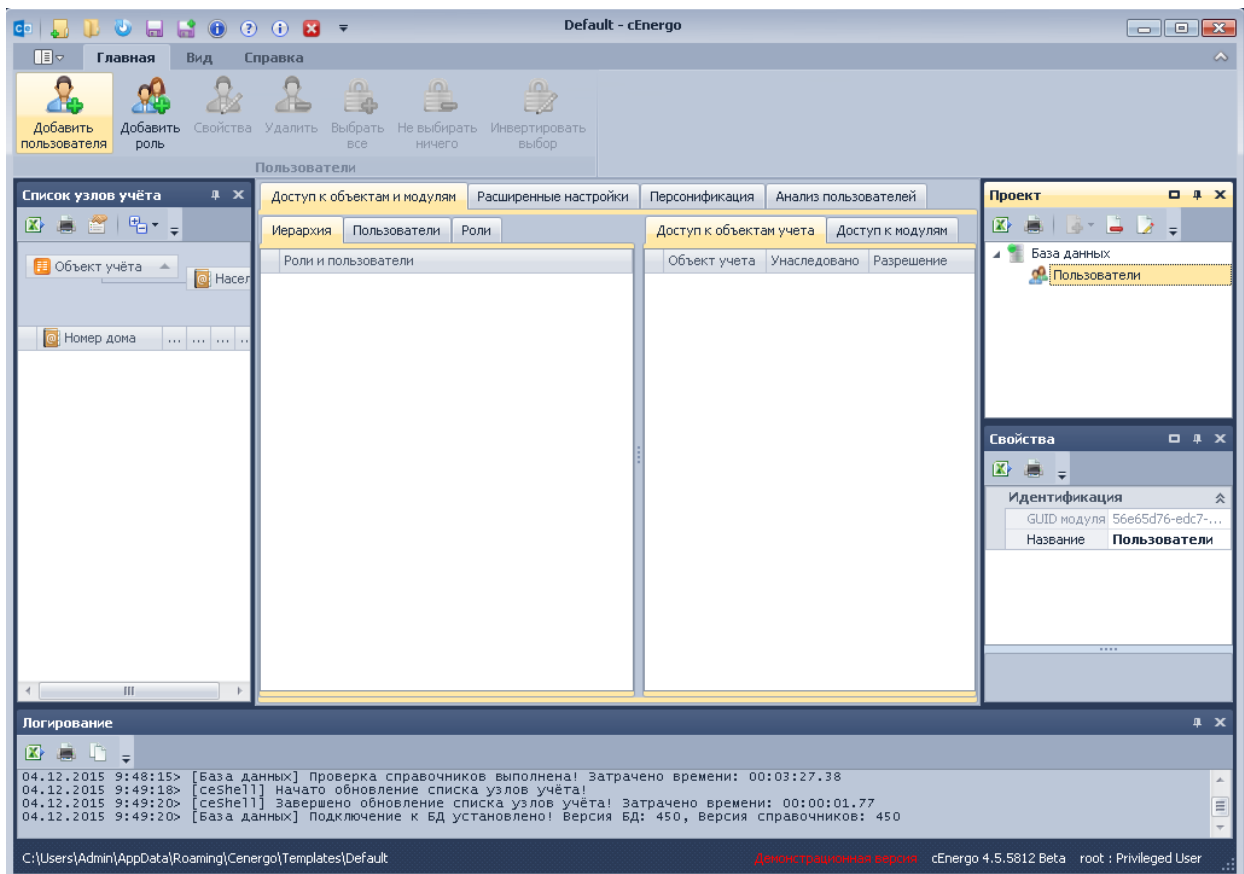 Default - cEnergo
Главная Вид Справка
Добавить пользователя
Добавить роль
Свойства
Удалить
Выбрать все
Не выбирать ничего
Инвертировать выбор
Пользователи
Список узлов учёта
Объект учёта
Насел
Номер дома ... ... ... ...
Доступ к объектам и модулям Расширенные настройки Персонификация Анализ пользователей
Иерархия Пользователи Роли
Роли и пользователи
Доступ к объектам учета Доступ к модулям
Объект учета Унаследовано Разрешение
Проект
База данных
Пользователи
Свойства
Идентификация
GUID модуля 56e65d76-edc7-...
Название Пользователи
Логирование
04.12.2015 9:48:15> [База данных] Проверка справочников выполнена! Затрачено времени: 00:03:27.38
04.12.2015 9:49:18> [ceShell] Начато обновление списка узлов учёта!
04.12.2015 9:49:20> [ceShell] Завершено обновление списка узлов учёта! Затрачено времени: 00:00:01.77
04.12.2015 9:49:20> [База данных] Подключение к БД установлено! Версия БД: 450, Версия справочников: 450
C:\Users\Admin\AppData\Roaming\Cenergo\Templates\Default Демонстрационная версия cEnergo 4.5.5812 Beta root : Privileged User